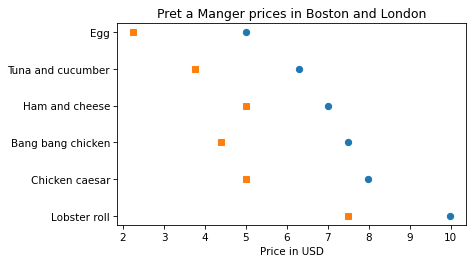 Pret a Manger prices in Boston and London
Egg
Tuna and cucumber
Ham and cheese
Bang bang chicken
Chicken caesar
Lobster roll
2 3 4 5 6 7 8 9 10
Price in USD